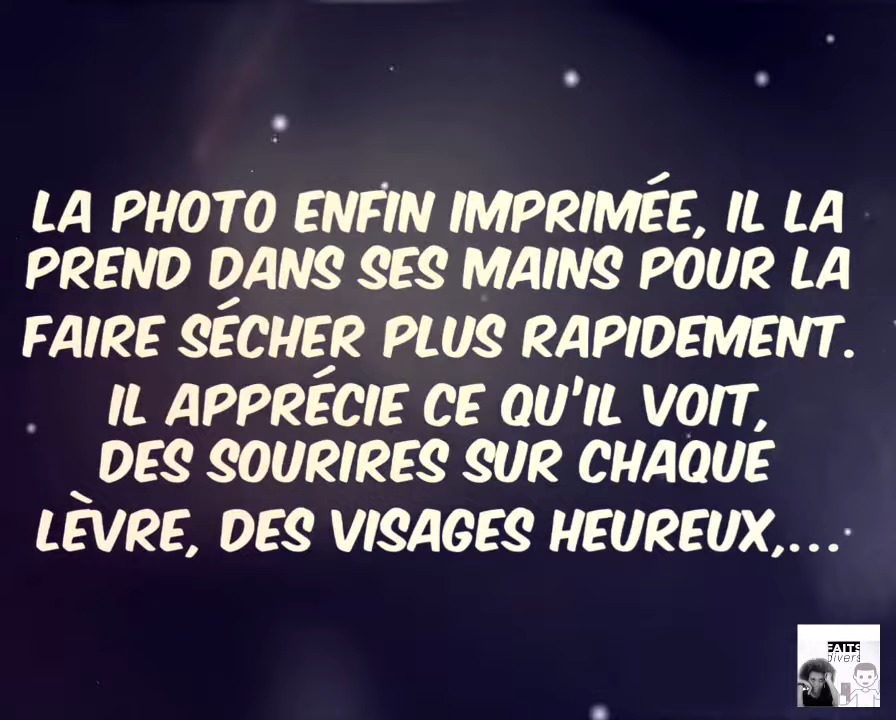 LA PHOTO ENFIN IMPRIMÉE, IL LA
PREND DANS SES MAINS POUR LA
FAIRE SÉCHER PLUS RAPIDEMENT.
IL APPRÉCIE CE QU'IL VOIT,
DES SOURIRES SUR CHAQUE
LÈVRE, DES VISAGES HEUREUX,...
FAITS
divers